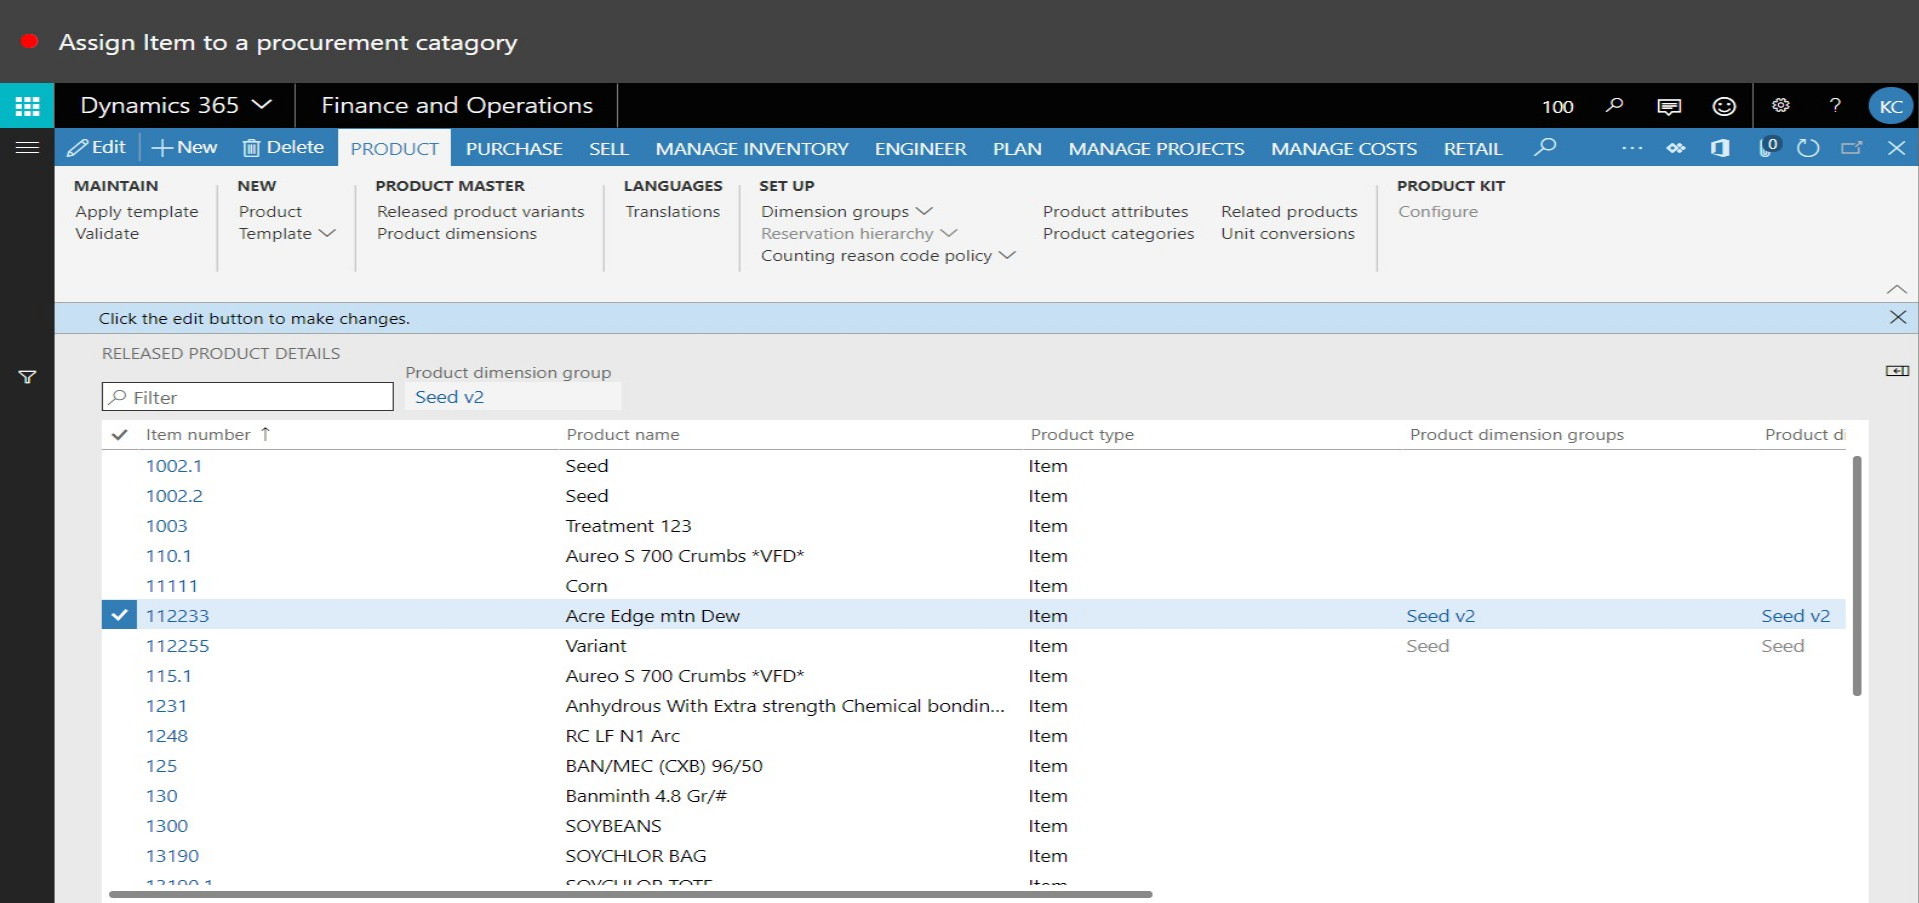 Assign Item to a procurement catagory
Dynamics 365 Finance and Operations 100 ? KC
Edit New Delete PRODUCT PURCHASE SELL MANAGE INVENTORY ENGINEER PLAN MANAGE PROJECTS MANAGE COSTS RETAIL ... 0
MAINTAIN NEW PRODUCT MASTER LANGUAGES SET UP PRODUCT KIT
Apply template Product Released product variants Translations Dimension groups Product attributes Related products Configure
Validate Template Product dimensions Reservation hierarchy Product categories Unit conversions
Counting reason code policy
Click the edit button to make changes.
RELEASED PRODUCT DETAILS
Product dimension group
Filter Seed v2
Item number ↑ Product name Product type Product dimension groups Product di
1002.1 Seed Item
1002.2 Seed Item
1003 Treatment 123 Item
110.1 Aureo S 700 Crumbs *VFD* Item
11111 Corn Item
112233 Acre Edge mtn Dew Item Seed v2 Seed v2
112255 Variant Item Seed Seed
115.1 Aureo S 700 Crumbs *VFD* Item
1231 Anhydrous With Extra strength Chemical bondin... Item
1248 RC LF N1 Arc Item
125 BAN/MEC (CXB) 96/50 Item
130 Banminth 4.8 Gr/# Item
1300 SOYBEANS Item
13190 SOYCHLOR BAG Item
13190.1 SOYCHLOR TOTE Item